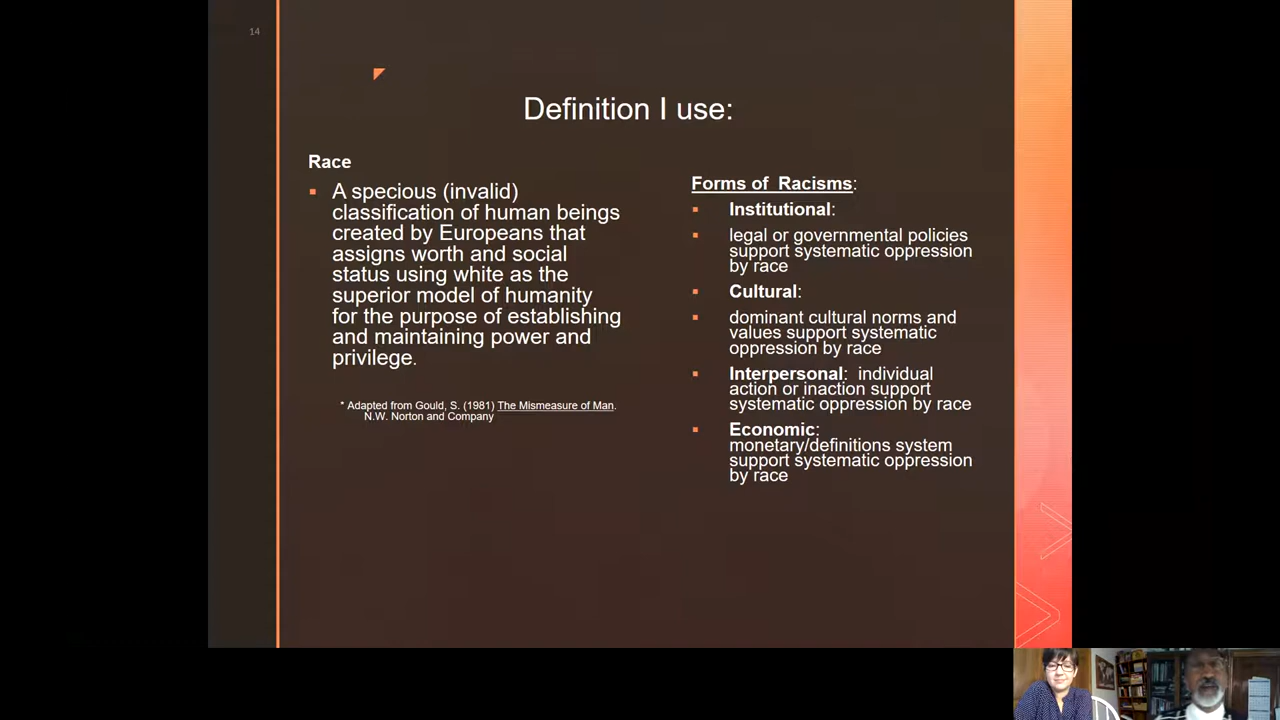 14
Definition I use:
Race
A specious (invalid)
classification of human beings
created by Europeans that
assigns worth and social
status using white as the
superior model of humanity
for the purpose of establishing
and maintaining power and
privilege.
* Adapted from Gould, S. (1981) The Mismeasure of Man.
N.W. Norton and Company
Forms of Racisms:
Institutional:
legal or governmental policies
support systematic oppression
by race
Cultural:
dominant cultural norms and
values support systematic
oppression by race
Interpersonal: individual
action or inaction support
systematic oppression by race
Economic:
monetary/definitions system
support systematic oppression
by race